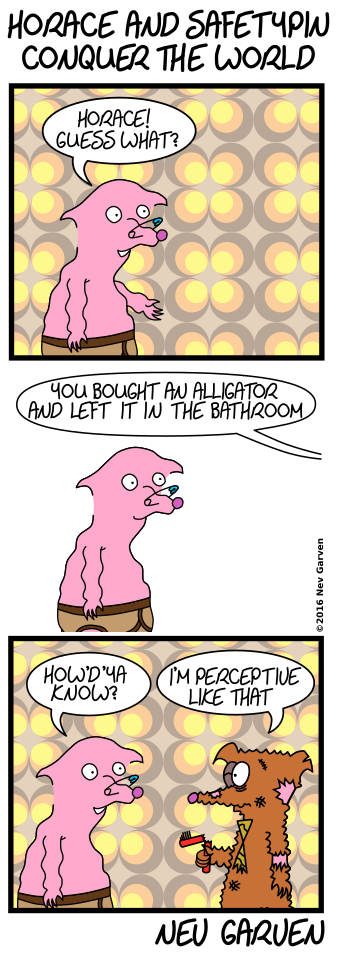 HORACE AND SAFETYPIN
CONQUER THE WORLD
HORACE!
GUESS WHAT?
YOU BOUGHT AN ALLIGATOR
AND LEFT IT IN THE BATHROOM
©2016 Nev Garven
HOW'D'YA
KNOW?
I'M PERCEPTIVE
LIKE THAT
NEV GARVEN